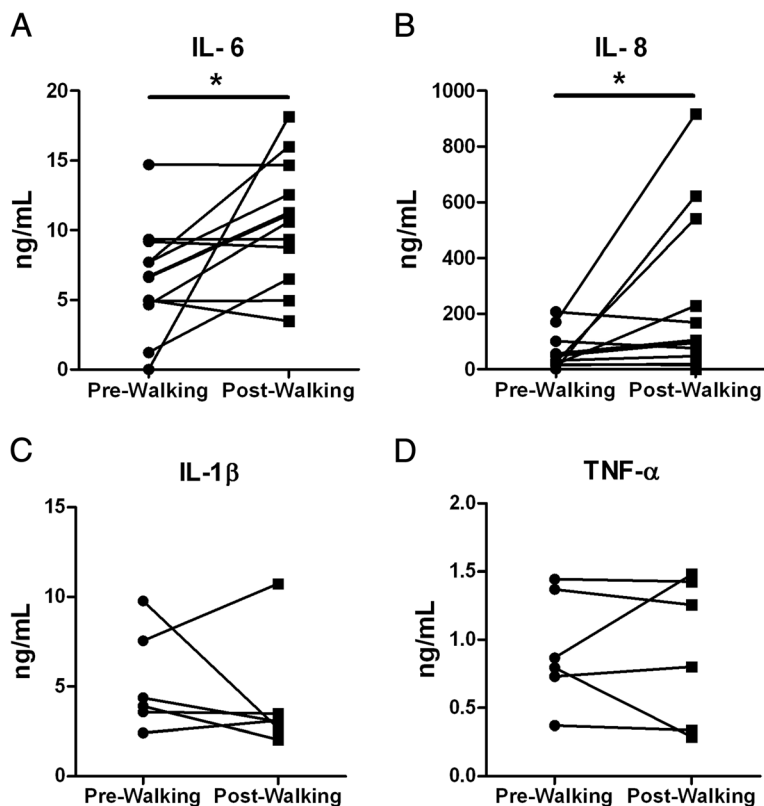 A
IL- 6
*
20
15
10
5
0
ng/mL
Pre-Walking Post-Walking
B
IL- 8
*
1000
800
600
400
200
0
ng/mL
Pre-Walking Post-Walking
C
IL-1β
15
10
5
0
ng/mL
Pre-Walking Post-Walking
D
TNF-α
2.0
1.5
1.0
0.5
0.0
ng/mL
Pre-Walking Post-Walking